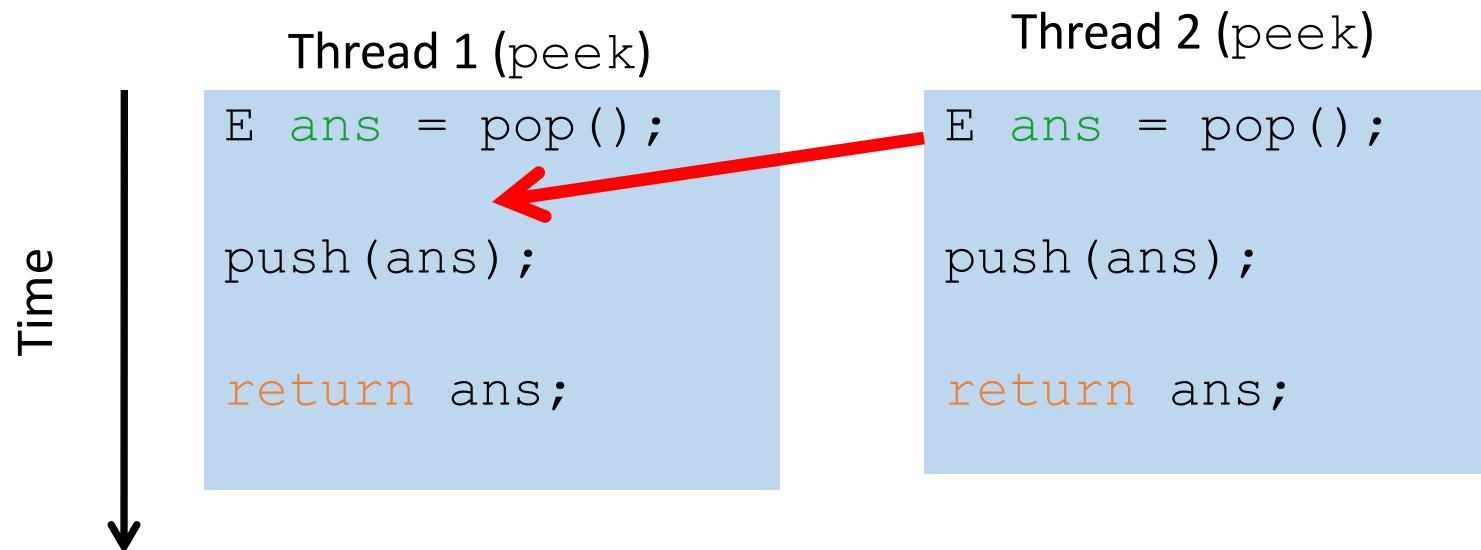 Thread 1 (peek)
Thread 2 (peek)
Time
E ans = pop();
push(ans);
return ans;
E ans = pop();
push(ans);
return ans;